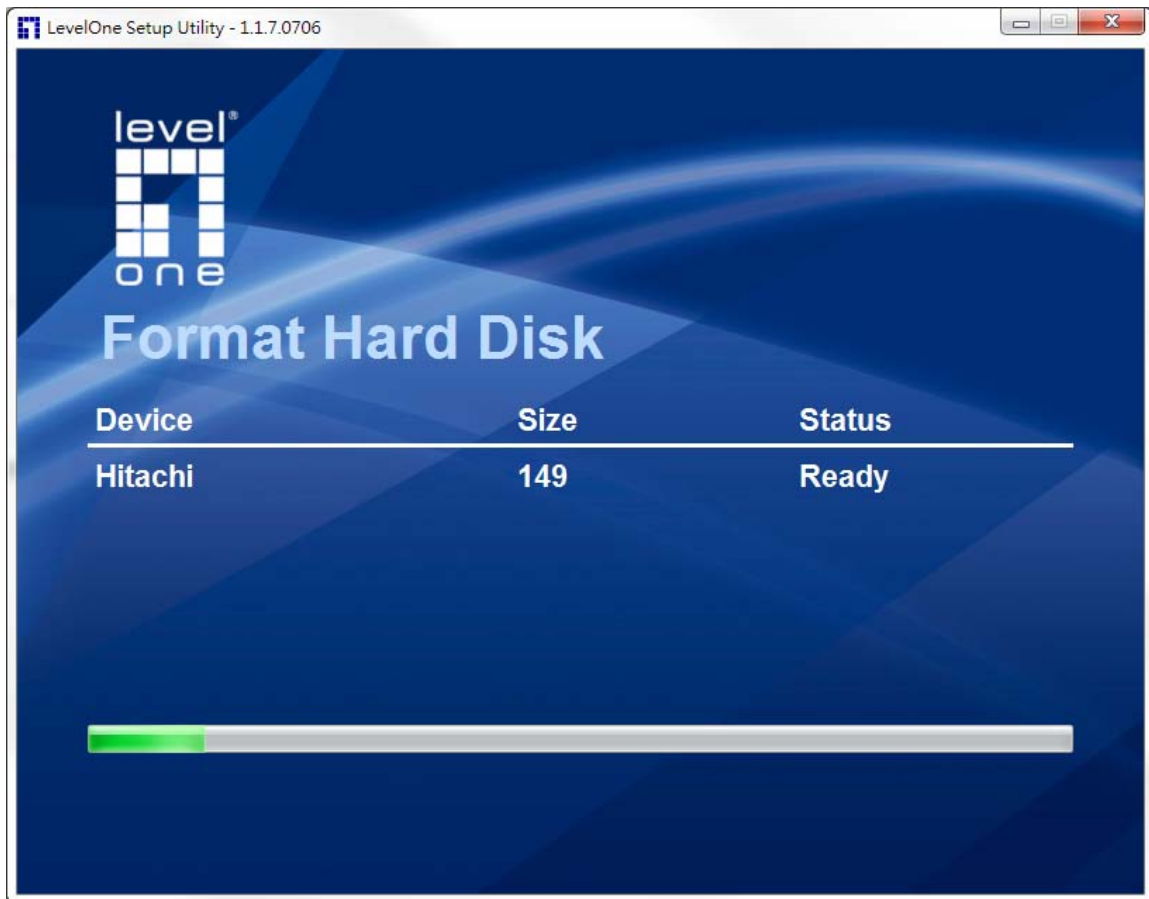 LevelOne Setup Utility - 1.1.7.0706
level®
one
Format Hard Disk
Device Size Status
Hitachi 149 Ready